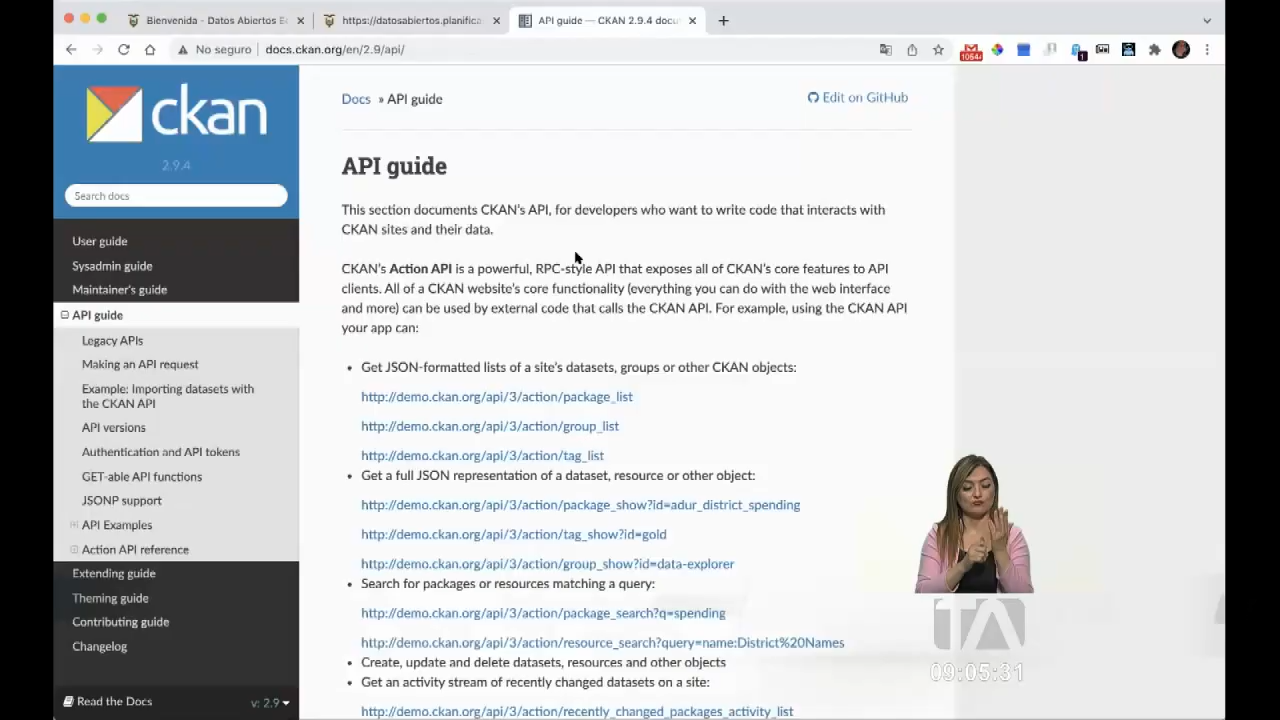 Bienvenida - Datos Abiertos Ec
https://datosabiertos.planifica
API guide — CKAN 2.9.4 docu
No seguro
docs.ckan.org/en/2.9/api/
1054
1
ckan
2.9.4
Search docs
User guide
Sysadmin guide
Maintainer's guide
API guide
Legacy APIs
Making an API request
Example: Importing datasets with
the CKAN API
API versions
Authentication and API tokens
GET-able API functions
JSONP support
API Examples
Action API reference
Extending guide
Theming guide
Contributing guide
Changelog
Read the Docs
v: 2.9
Docs » API guide
Edit on GitHub
API guide
This section documents CKAN's API, for developers who want to write code that interacts with
CKAN sites and their data.
CKAN's Action API is a powerful, RPC-style API that exposes all of CKAN's core features to API
clients. All of a CKAN website's core functionality (everything you can do with the web interface
and more) can be used by external code that calls the CKAN API. For example, using the CKAN API
your app can:
• Get JSON-formatted lists of a site's datasets, groups or other CKAN objects:
http://demo.ckan.org/api/3/action/package_list
http://demo.ckan.org/api/3/action/group_list
http://demo.ckan.org/api/3/action/tag_list
• Get a full JSON representation of a dataset, resource or other object:
http://demo.ckan.org/api/3/action/package_show?id=adur_district_spending
http://demo.ckan.org/api/3/action/tag_show?id=gold
http://demo.ckan.org/api/3/action/group_show?id=data-explorer
• Search for packages or resources matching a query:
http://demo.ckan.org/api/3/action/package_search?q=spending
http://demo.ckan.org/api/3/action/resource_search?query=name:District%20Names
• Create, update and delete datasets, resources and other objects
• Get an activity stream of recently changed datasets on a site:
http://demo.ckan.org/api/3/action/recently_changed_packages_activity_list
TA
09:05:31